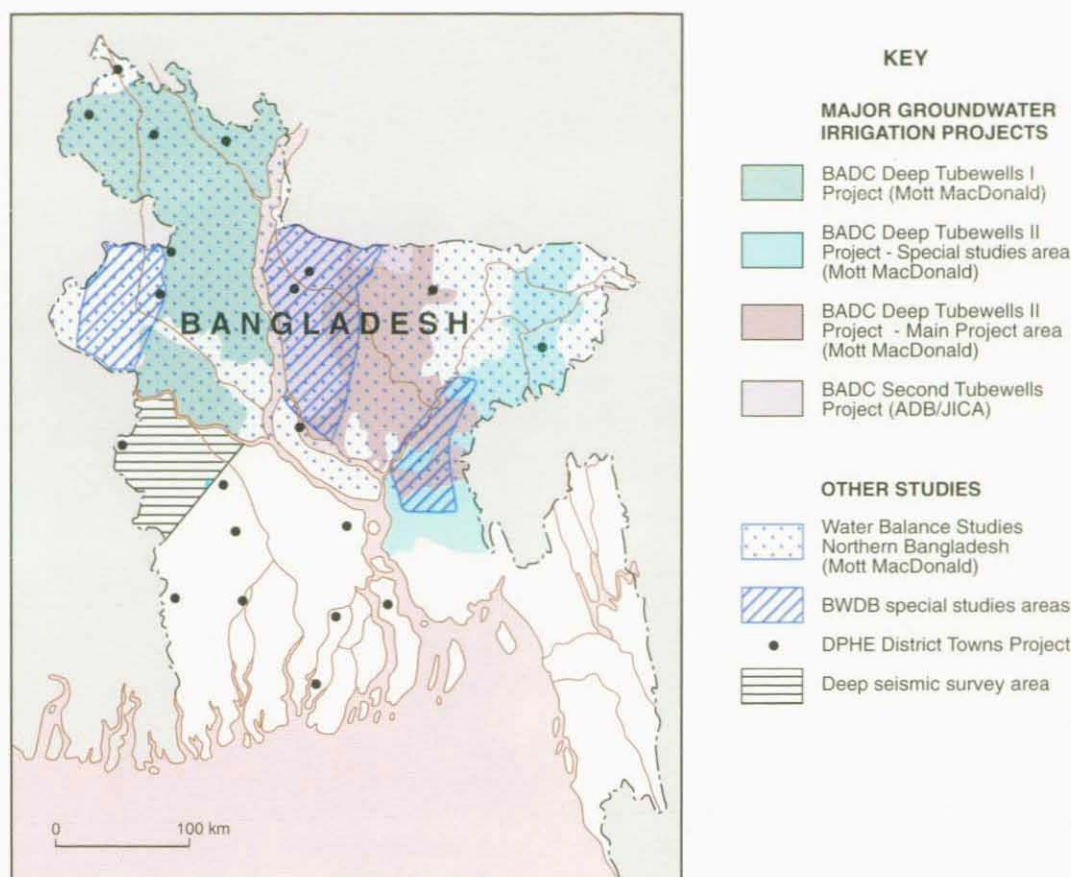 BANGLADESH
0 100 km
KEY
MAJOR GROUNDWATER
IRRIGATION PROJECTS
BADC Deep Tubewells I
Project (Mott MacDonald)
BADC Deep Tubewells II
Project - Special studies area
(Mott MacDonald)
BADC Deep Tubewells II
Project - Main Project area
(Mott MacDonald)
BADC Second Tubewells
Project (ADB/JICA)
OTHER STUDIES
Water Balance Studies
Northern Bangladesh
(Mott MacDonald)
BWDB special studies areas
DPHE District Towns Project
Deep seismic survey area